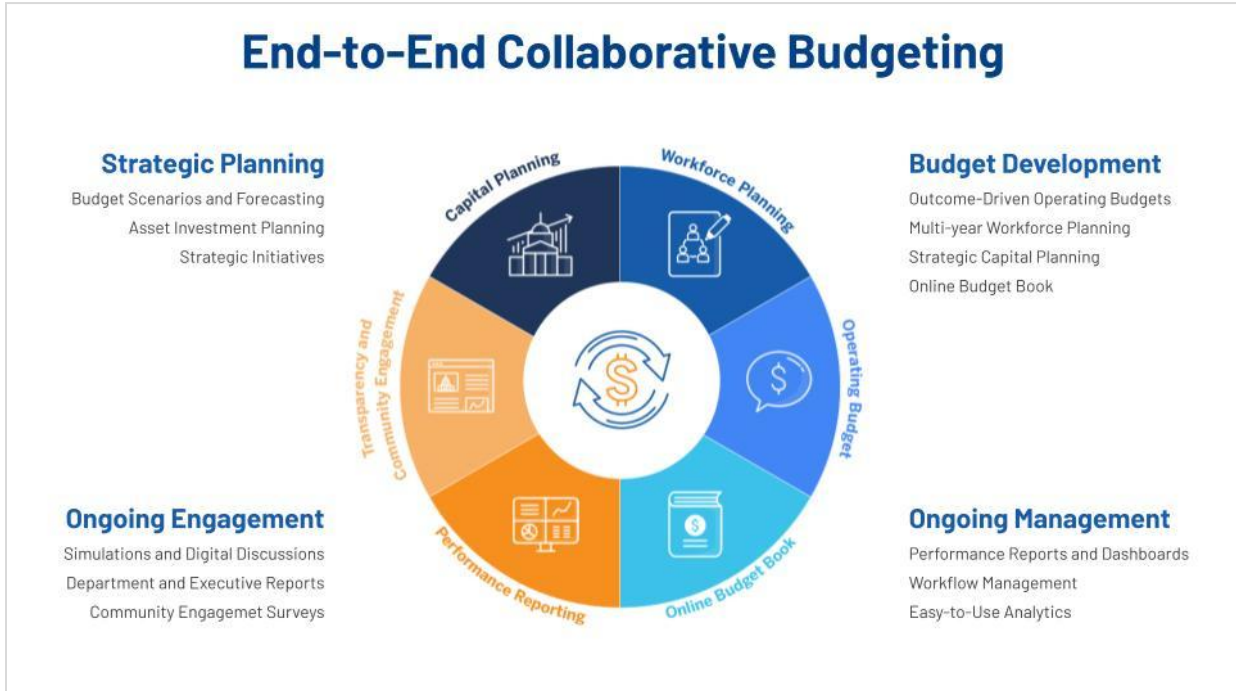 End-to-End Collaborative Budgeting
Strategic Planning
Budget Scenarios and Forecasting
Asset Investment Planning
Strategic Initiatives
Capital Planning
Workforce Planning
Budget Development
Outcome-Driven Operating Budgets
Multi-year Workforce Planning
Strategic Capital Planning
Online Budget Book
Transparency and
Community Engagement
$
$
Operating Budget
Ongoing Engagement
Simulations and Digital Discussions
Department and Executive Reports
Community Engagemet Surveys
Performance Reporting
$
Online Budget Book
Ongoing Management
Performance Reports and Dashboards
Workflow Management
Easy-to-Use Analytics